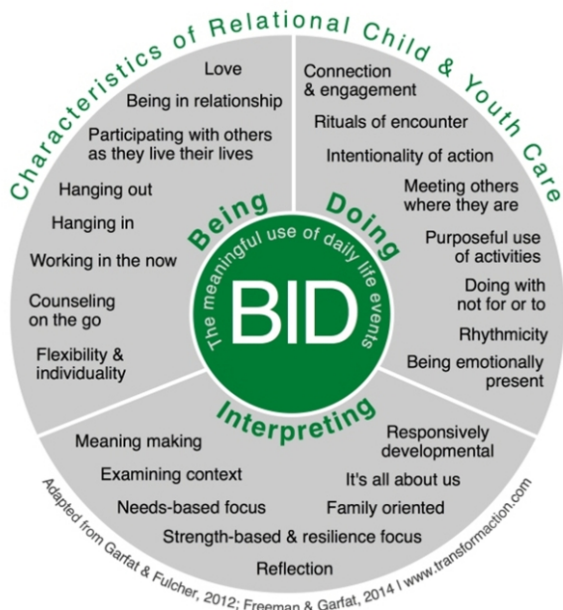 Characteristics of Relational Child & Youth Care
Love
Being in relationship
Participating with others
as they live their lives
Hanging out
Hanging in
Working in the now
Counseling
on the go
Flexibility &
individuality
Being
Connection
& engagement
Rituals of encounter
Intentionality of action
Meeting others
where they are
Purposeful use
of activities
Doing with
not for or to
Rhythmicity
Being emotionally
present
Doing
The meaningful use of daily life events
BID
Interpreting
Meaning making
Examining context
Needs-based focus
Strength-based & resilience focus
Reflection
Responsively
developmental
It's all about us
Family oriented
Adapted from Garfat & Fulcher, 2012; Freeman & Garfat, 2014 | www.transformaction.com